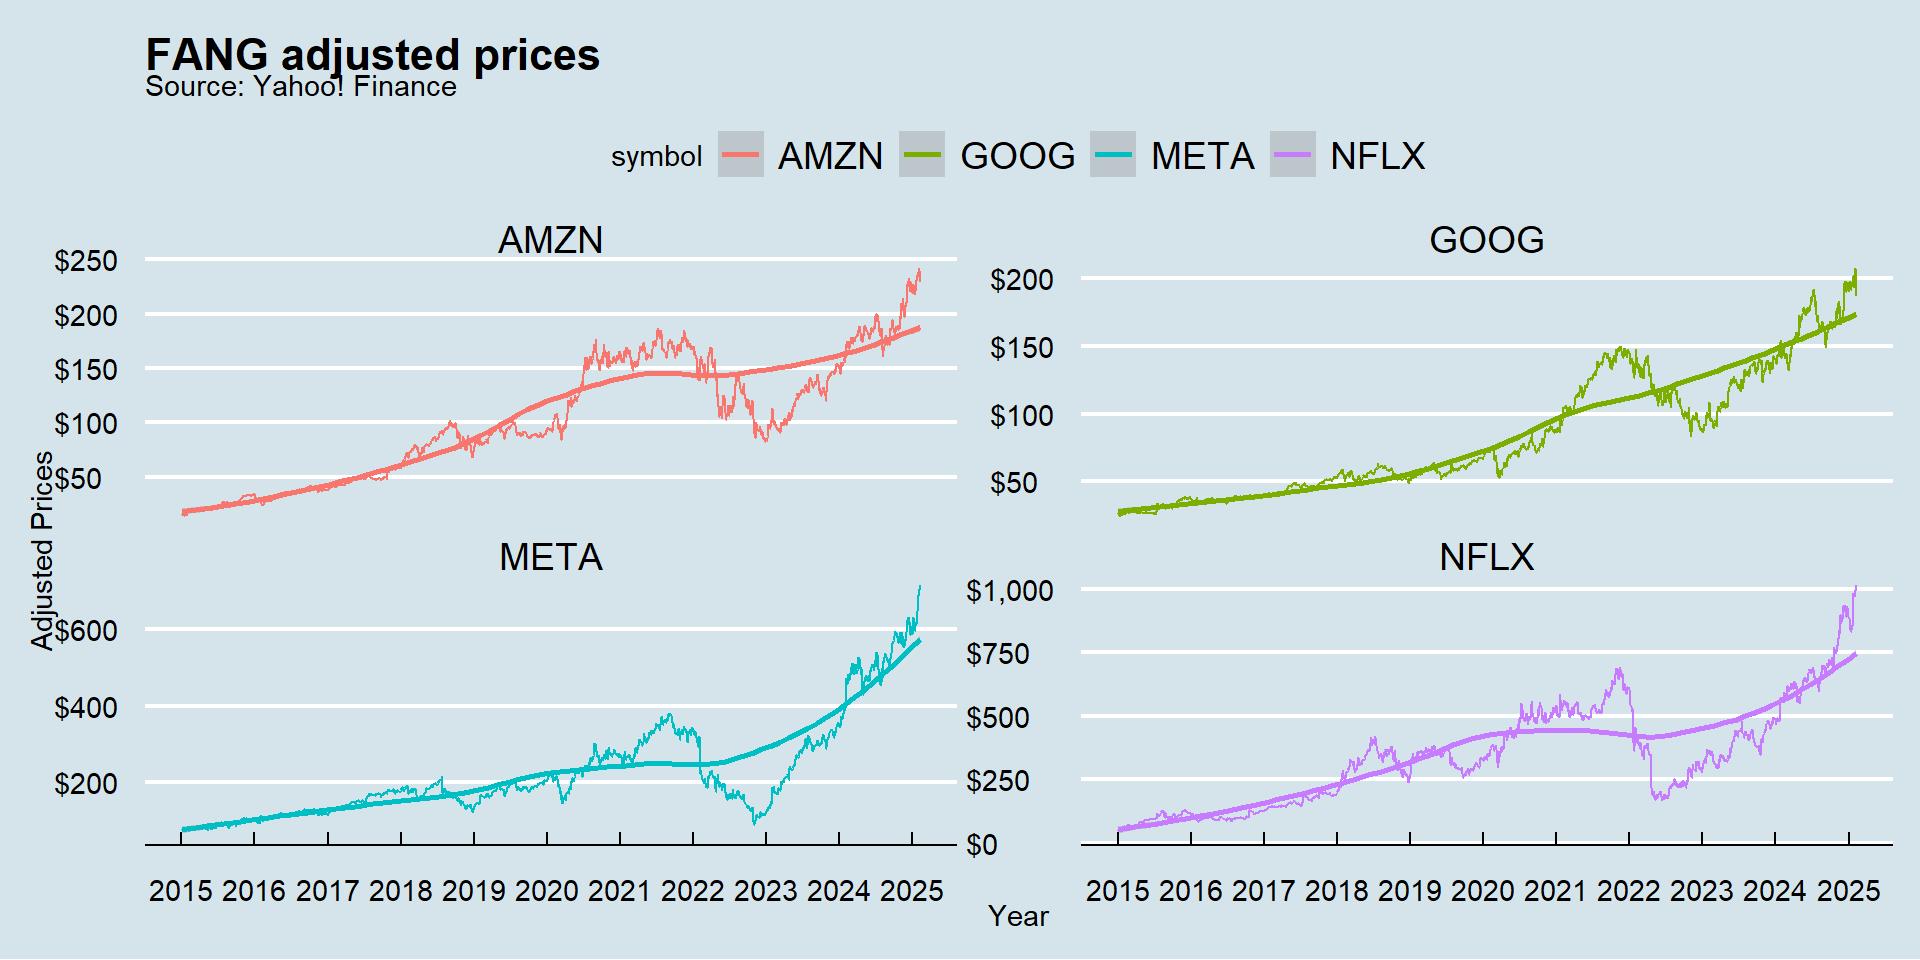 FANG adjusted prices
Source: Yahoo! Finance
symbol AMZN GOOG META NFLX
AMZN
$250
$200
$150
$100
$50
GOOG
$200
$150
$100
$50
Adjusted Prices
META
$600
$400
$200
2015 2016 2017 2018 2019 2020 2021 2022 2023 2024 2025
NFLX
$1,000
$750
$500
$250
$0
2015 2016 2017 2018 2019 2020 2021 2022 2023 2024 2025
Year